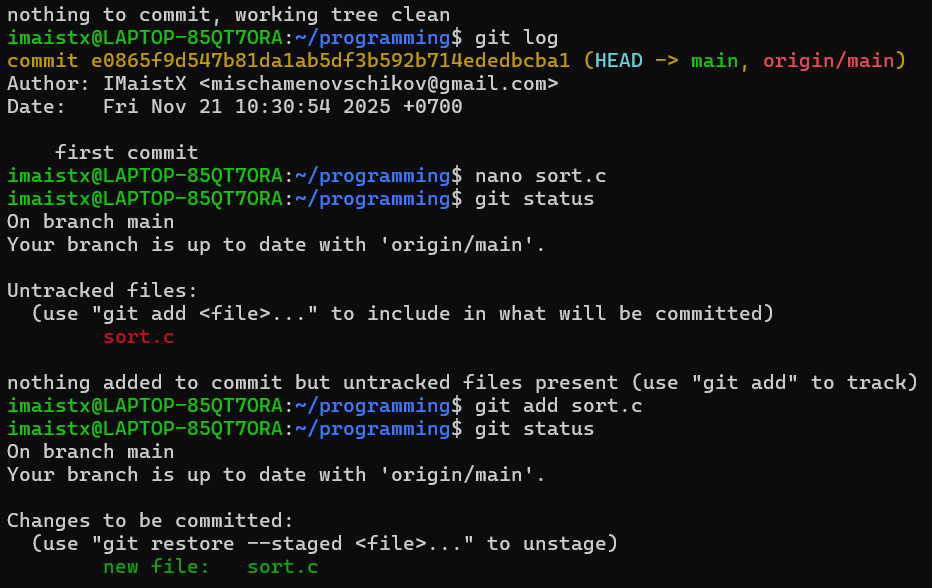 nothing to commit, working tree clean
imaistx@LAPTOP-85QT7ORA:~/programming$ git log
commit e0865f9d547b81da1ab5df3b592b714ededbcba1 (HEAD -> main, origin/main)
Author: IMaistX <mischamenovschikov@gmail.com>
Date:   Fri Nov 21 10:30:54 2025 +0700

    first commit
imaistx@LAPTOP-85QT7ORA:~/programming$ nano sort.c
imaistx@LAPTOP-85QT7ORA:~/programming$ git status
On branch main
Your branch is up to date with 'origin/main'.

Untracked files:
  (use "git add <file>..." to include in what will be committed)
        sort.c

nothing added to commit but untracked files present (use "git add" to track)
imaistx@LAPTOP-85QT7ORA:~/programming$ git add sort.c
imaistx@LAPTOP-85QT7ORA:~/programming$ git status
On branch main
Your branch is up to date with 'origin/main'.

Changes to be committed:
  (use "git restore --staged <file>..." to unstage)
        new file:   sort.c